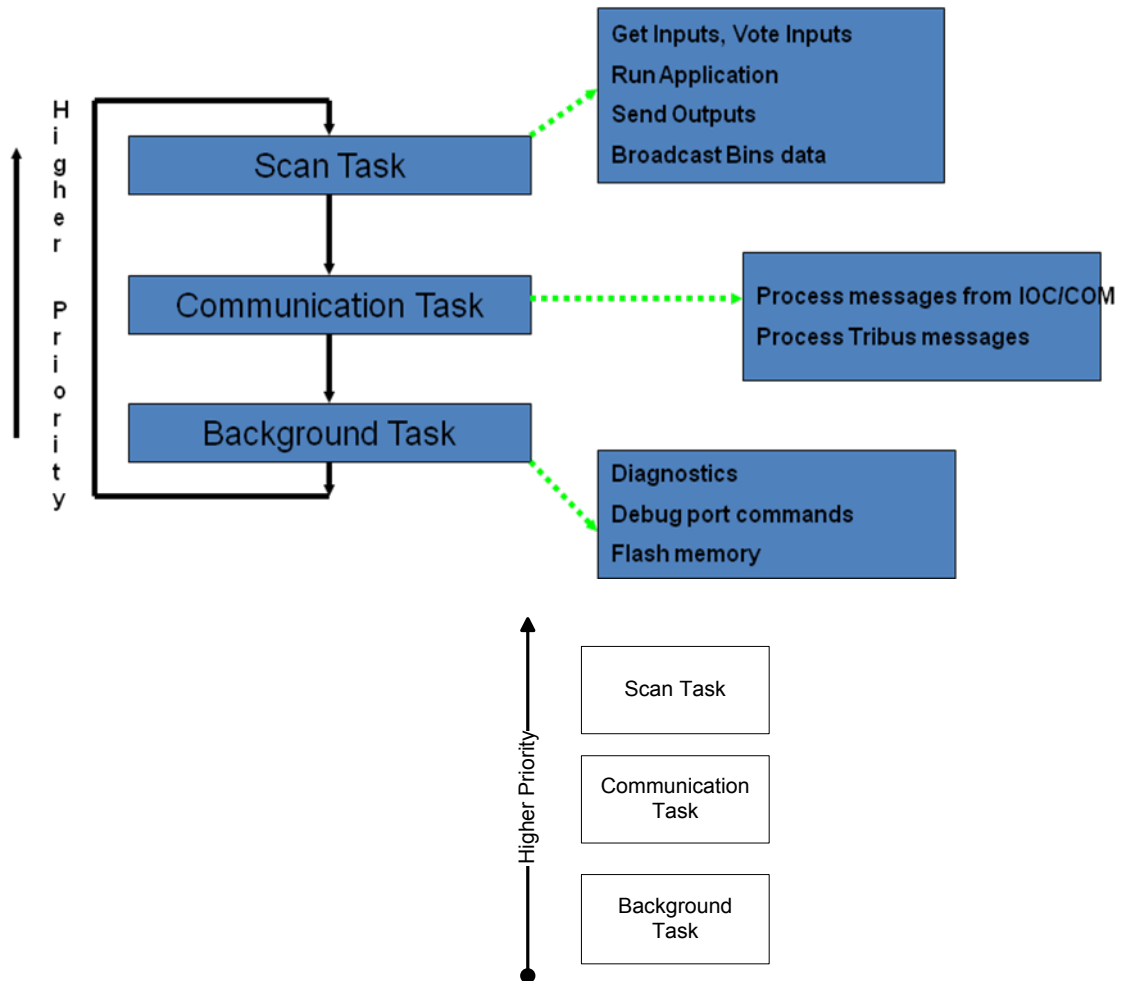 Get Inputs, Vote Inputs
Run Application
Send Outputs
Broadcast Bins data
Higher Priority
Scan Task
Communication Task
Process messages from IOC/COM
Process Tribus messages
Background Task
Diagnostics
Debug port commands
Flash memory
Higher Priority
Scan Task
Communication
Task
Background
Task